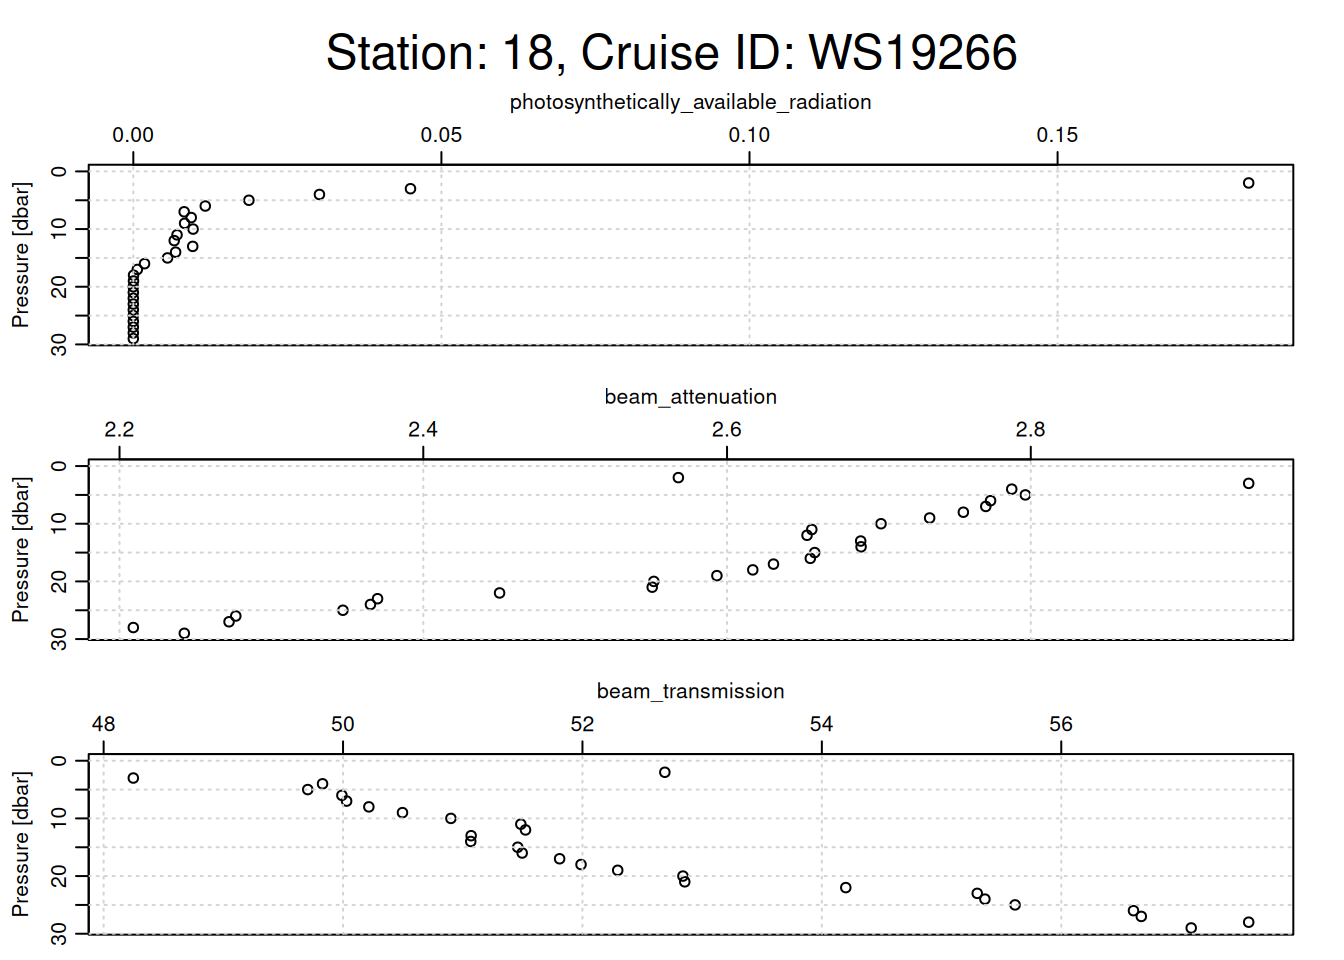 Station: 18, Cruise ID: WS19266
photosynthetically_available_radiation
0.00 0.05 0.10 0.15
Pressure [dbar]
0 10 20 30
beam_attenuation
2.2 2.4 2.6 2.8
Pressure [dbar]
0 10 20 30
beam_transmission
48 50 52 54 56
Pressure [dbar]
0 10 20 30